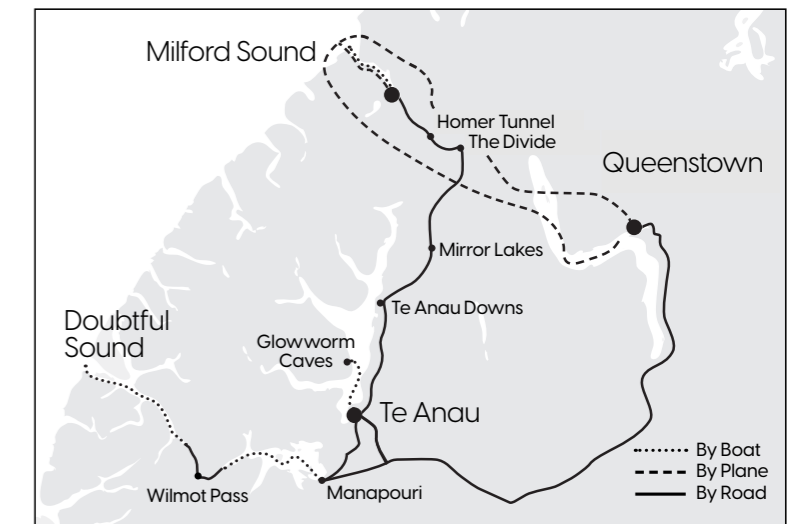 Milford Sound
Homer Tunnel
The Divide
Queenstown
Mirror Lakes
Te Anau Downs
Doubtful
Sound
Glowworm
Caves
Te Anau
By Boat
By Plane
By Road
Wilmot Pass
Manapouri